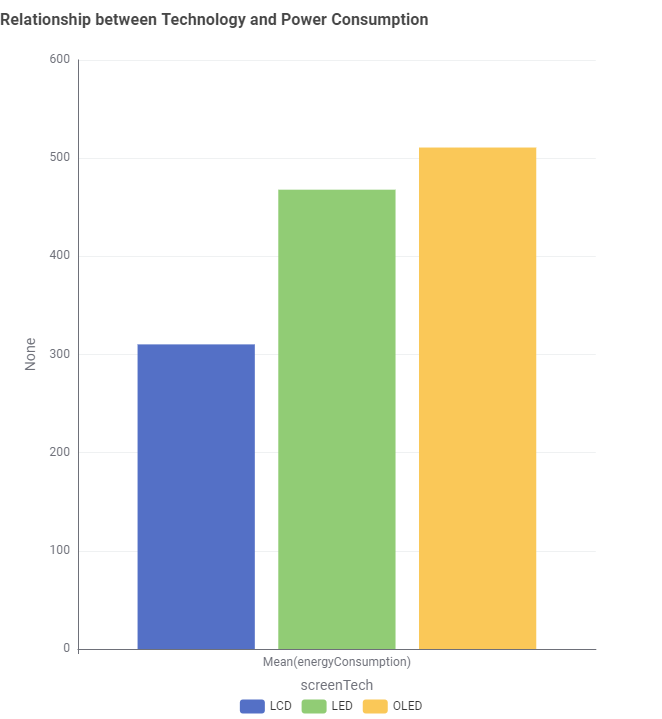 Relationship between Technology and Power Consumption
600
500
400
300
200
100
0
None
Mean(energyConsumption)
screenTech
LCD LED OLED